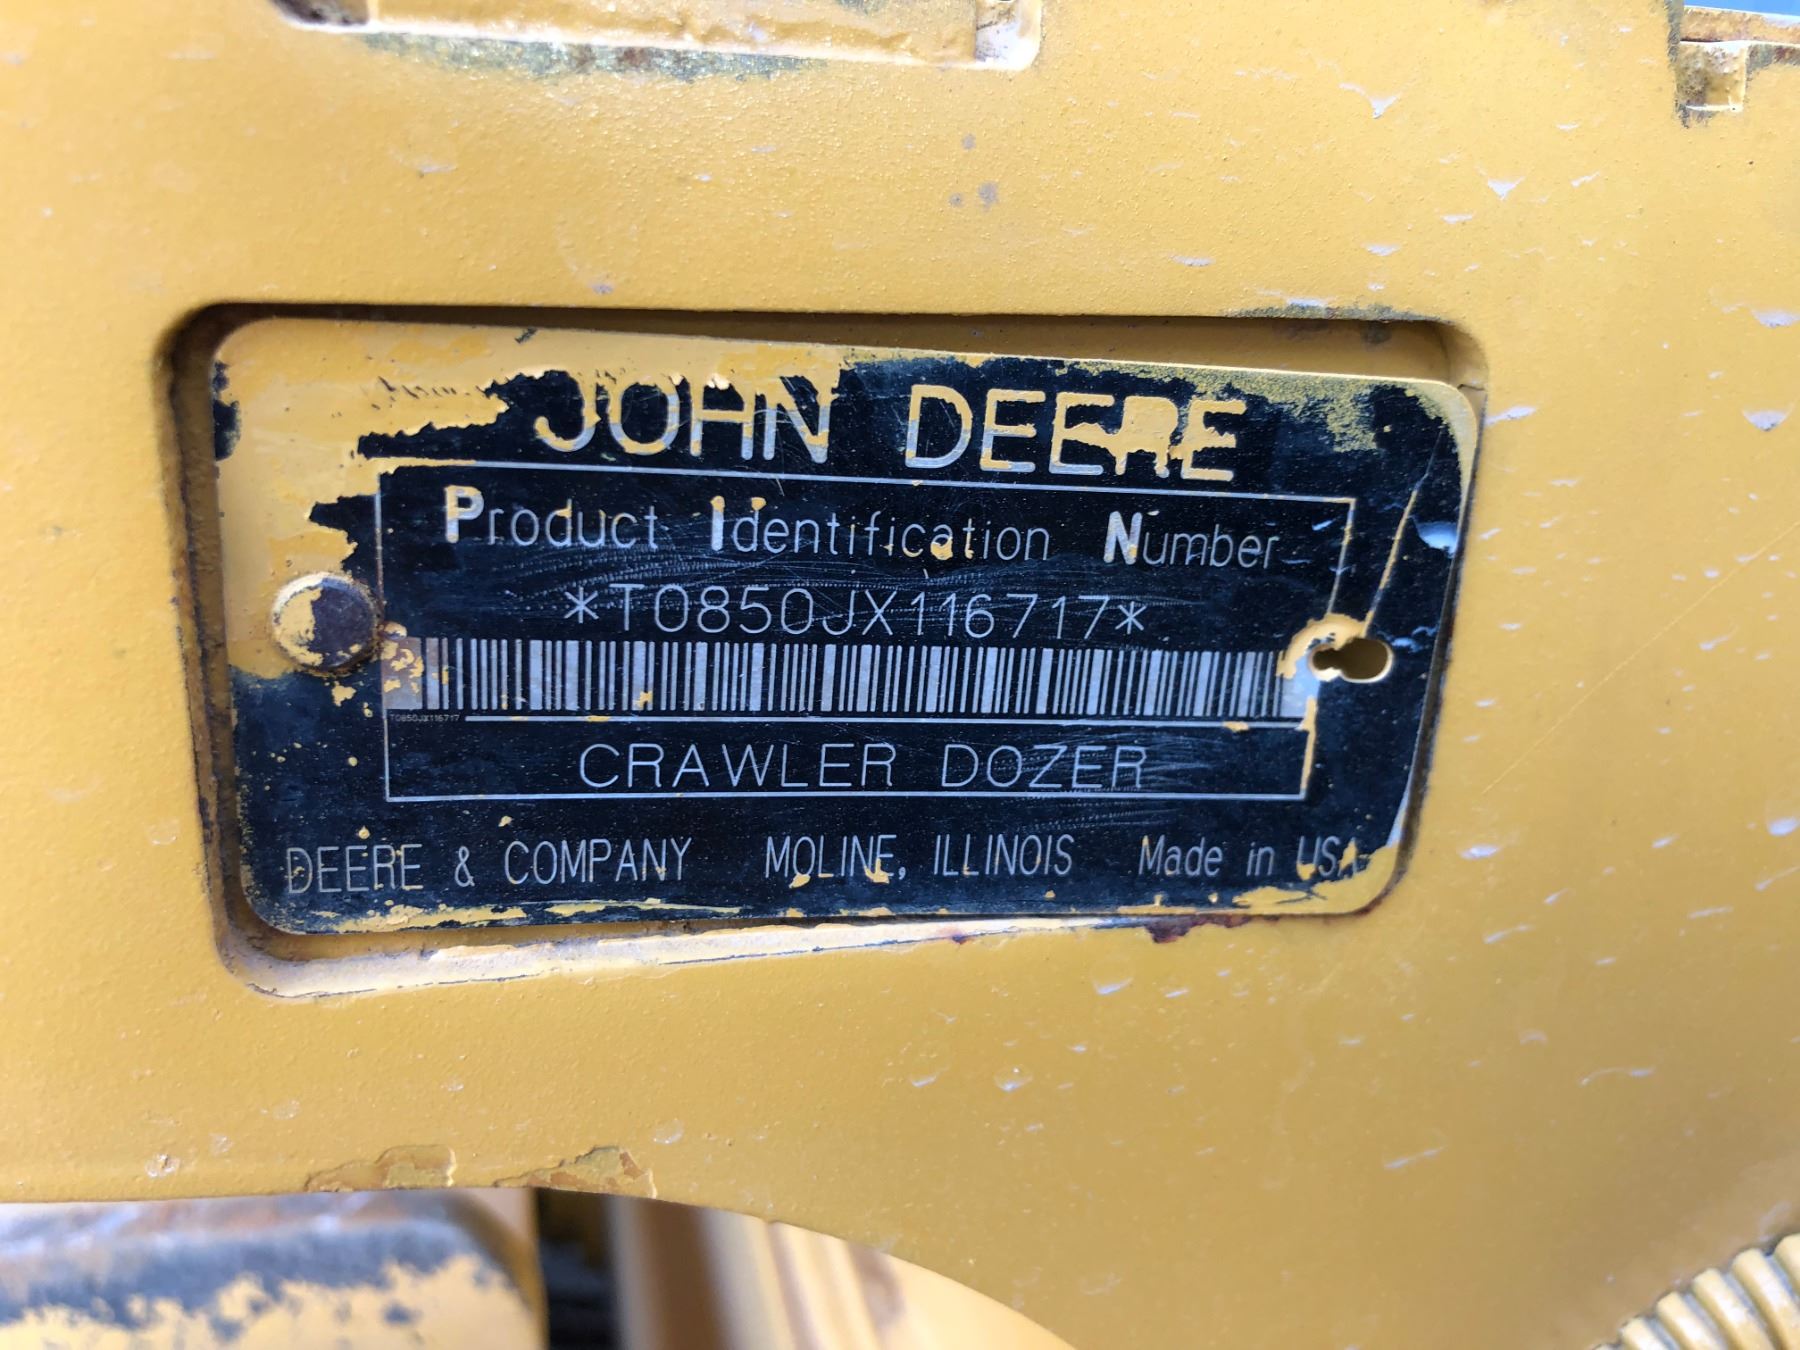 JOHN DEERE
Product Identification Number
*T0850JX116717*
T0850JX116717
CRAWLER DOZER
DEERE & COMPANY MOLINE, ILLINOIS Made in USA